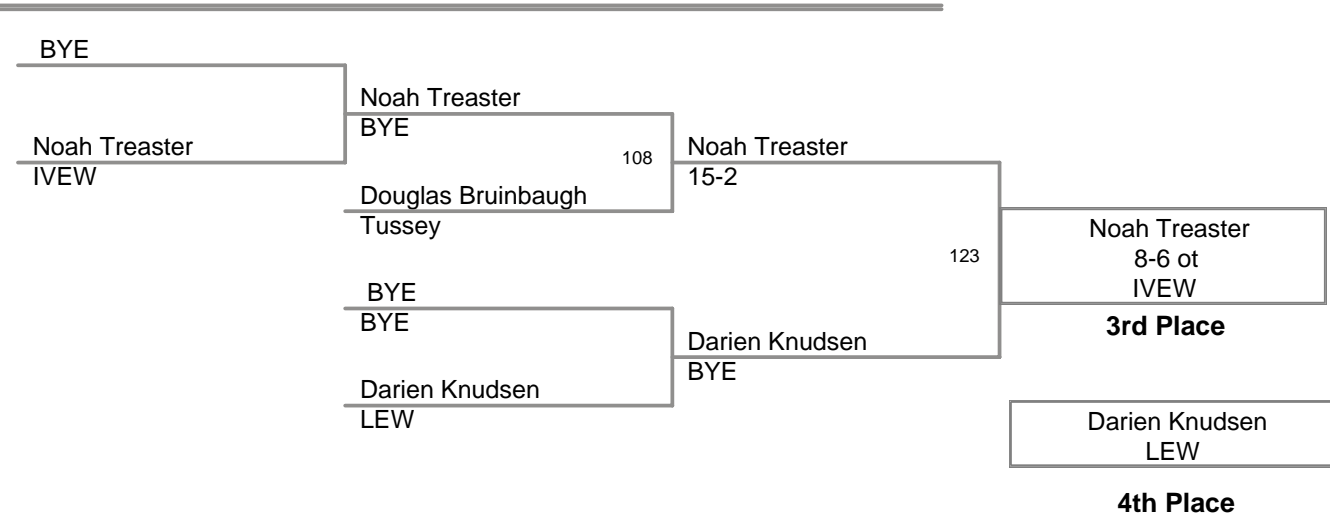 BYE
Noah Treaster
IVEW
Noah Treaster
BYE
108
Douglas Bruinbaugh
Tussey
BYE
BYE
Darien Knudsen
LEW
Noah Treaster
15-2
123
Darien Knudsen
BYE
Noah Treaster
8-6 ot
IVEW
3rd Place
Darien Knudsen
LEW
4th Place